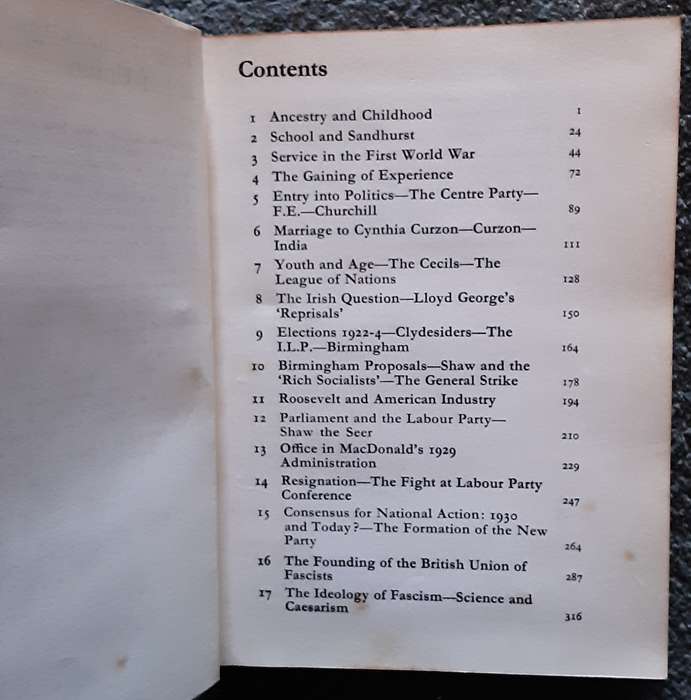 Contents
1 Ancestry and Childhood 1
2 School and Sandhurst 24
3 Service in the First World War 44
4 The Gaining of Experience 72
5 Entry into Politics—The Centre Party—
F.E.—Churchill 89
6 Marriage to Cynthia Curzon—Curzon—
India 111
7 Youth and Age—The Cecils—The
League of Nations 128
8 The Irish Question—Lloyd George's
'Reprisals' 150
9 Elections 1922-4—Clydesiders—The
I.L.P.—Birmingham 164
10 Birmingham Proposals—Shaw and the
'Rich Socialists'—The General Strike 178
11 Roosevelt and American Industry 194
12 Parliament and the Labour Party—
Shaw the Seer 210
13 Office in MacDonald's 1929
Administration 229
14 Resignation—The Fight at Labour Party
Conference 247
15 Consensus for National Action: 1930
and Today?—The Formation of the New
Party 264
16 The Founding of the British Union of
Fascists 287
17 The Ideology of Fascism—Science and
Caesarism 316